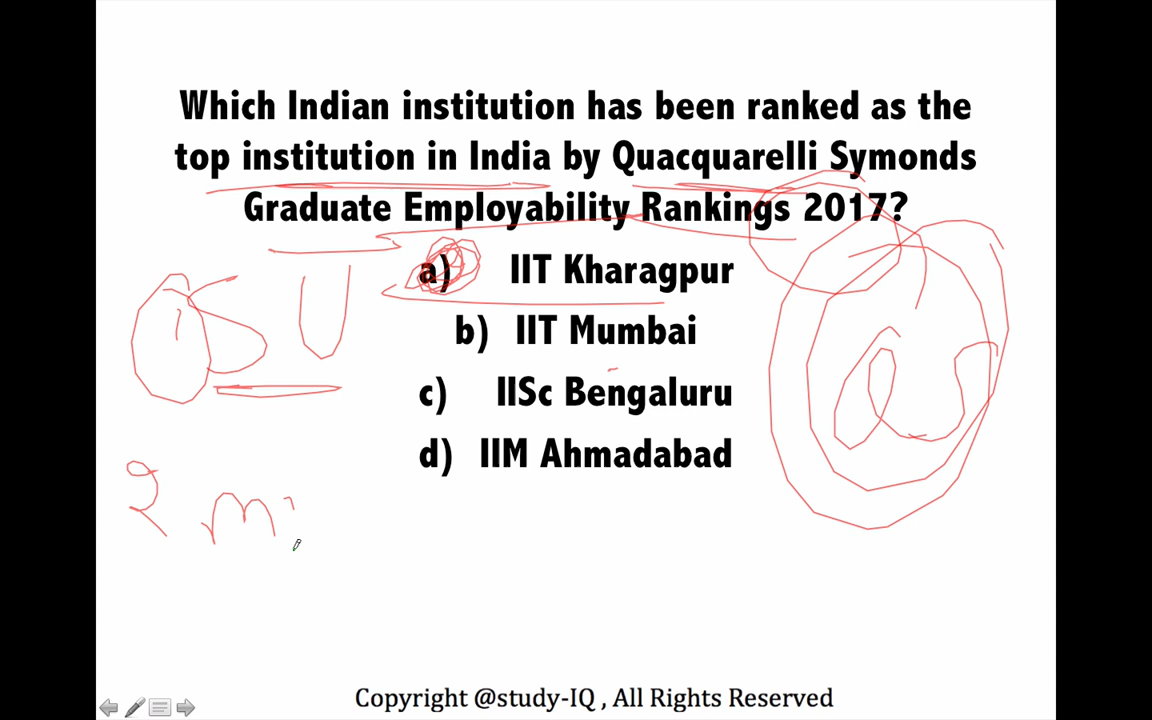 Which Indian institution has been ranked as the
top institution in India by Quacquarelli Symonds
Graduate Employability Rankings 2017?
a) IIT Kharagpur
b) IIT Mumbai
c) IISc Bengaluru
d) IIM Ahmadabad
Copyright @study-IQ , All Rights Reserved